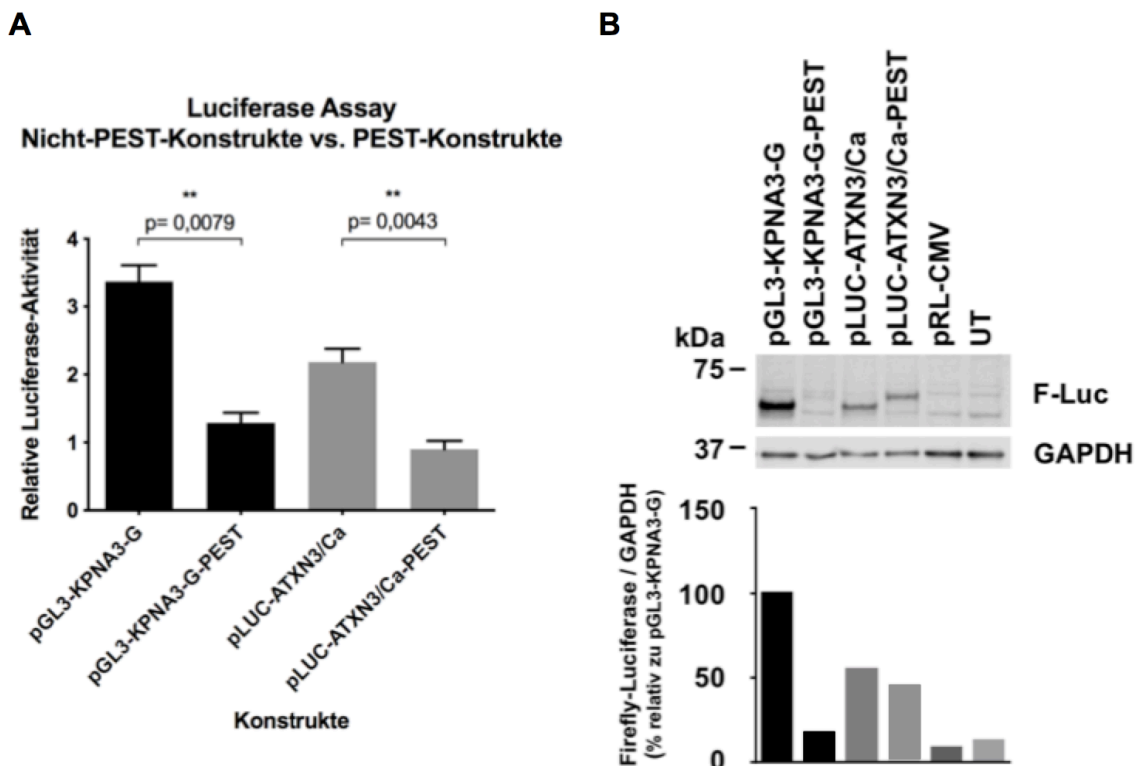 A
Luciferase Assay
Nicht-PEST-Konstrukte vs. PEST-Konstrukte
**
p= 0,0079
**
p= 0,0043
Relative Luciferase-Aktivität
4
3
2
1
0
pGL3-KPNA3-G
pGL3-KPNA3-G-PEST
pLUC-ATXN3/Ca
pLUC-ATXN3/Ca-PEST
Konstrukte
B
pGL3-KPNA3-G
pGL3-KPNA3-G-PEST
pLUC-ATXN3/Ca
pLUC-ATXN3/Ca-PEST
pRL-CMV
UT
kDa
75
F-Luc
37
GAPDH
Firefly-Luciferase / GAPDH
(% relativ zu pGL3-KPNA3-G)
150
100
50
0